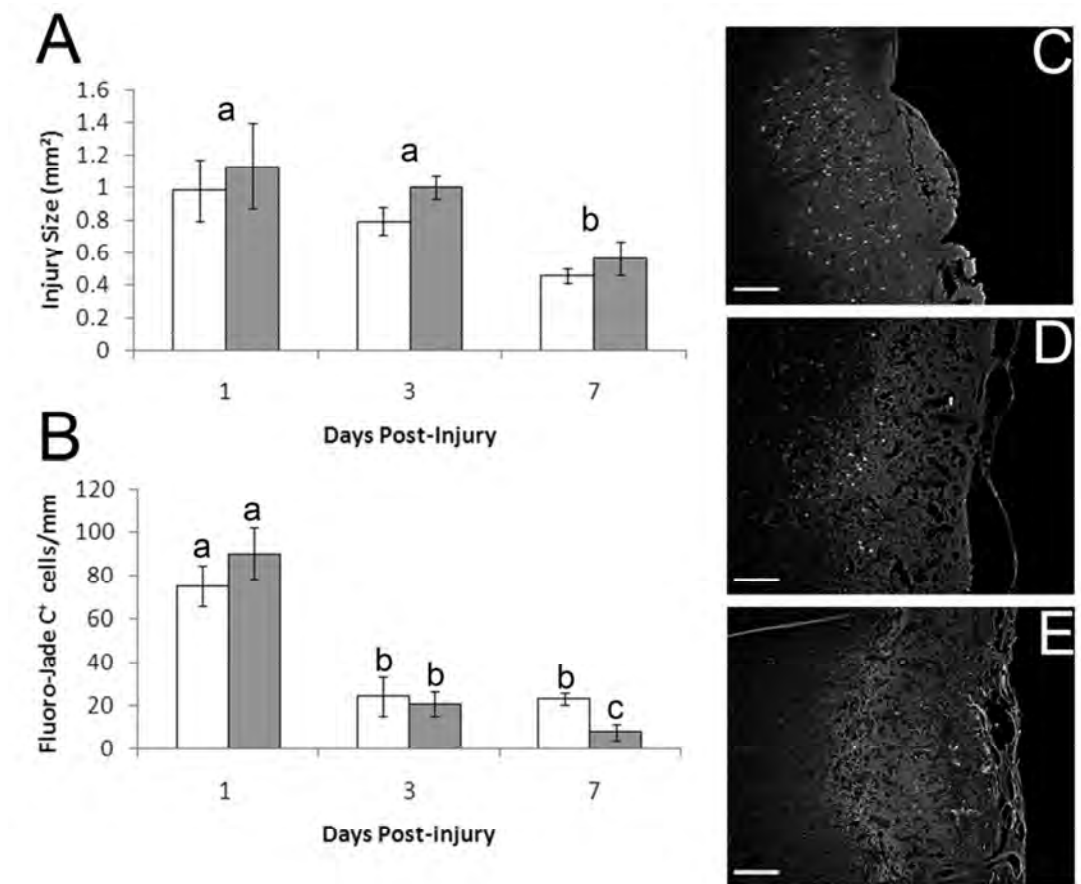 A
Injury Size (mm²)
1.6
1.4
1.2
1
0.8
0.6
0.4
0.2
0
a
a
b
1 3 7
Days Post-Injury
B
Fluoro-Jade C⁺ cells/mm
120
100
80
60
40
20
0
a a
b b
b c
1 3 7
Days Post-injury
C
D
E